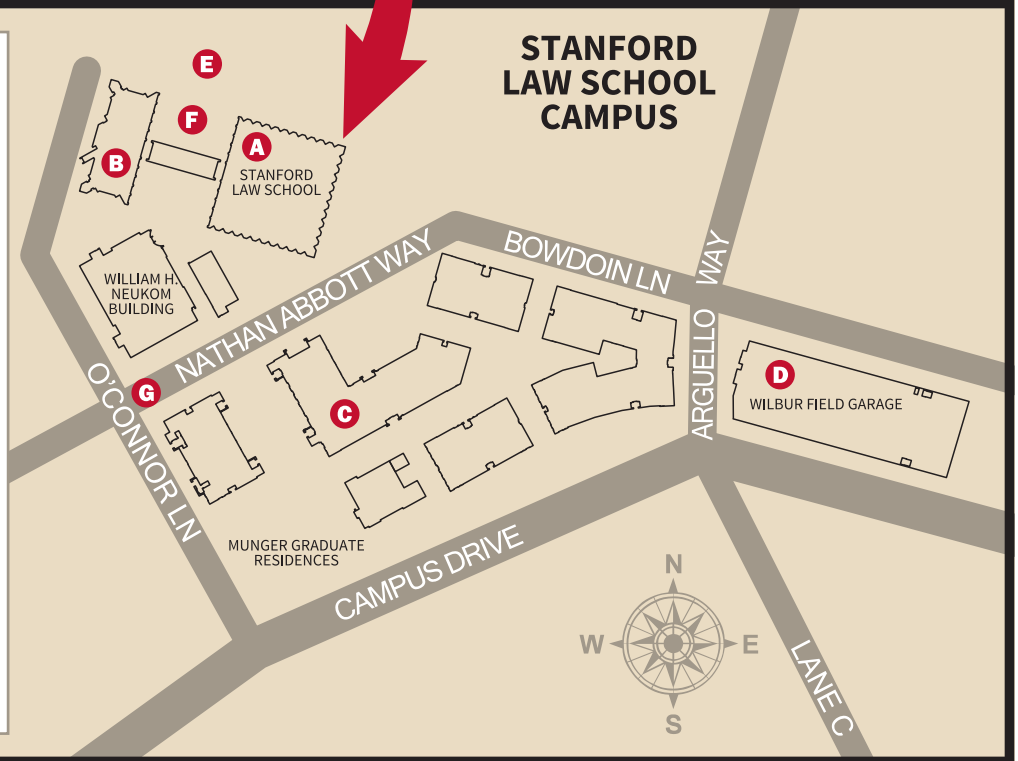 STANFORD
LAW SCHOOL
CAMPUS
E
F
A
B
STANFORD
LAW SCHOOL
WILLIAM H.
NEUKOM
BUILDING
NATHAN ABBOTT WAY
BOWDOIN LN
ARGUELLO WAY
D
WILBUR FIELD GARAGE
G
C
O'CONNOR LN
MUNGER GRADUATE
RESIDENCES
CAMPUS DRIVE
LANE C
N
W
E
S